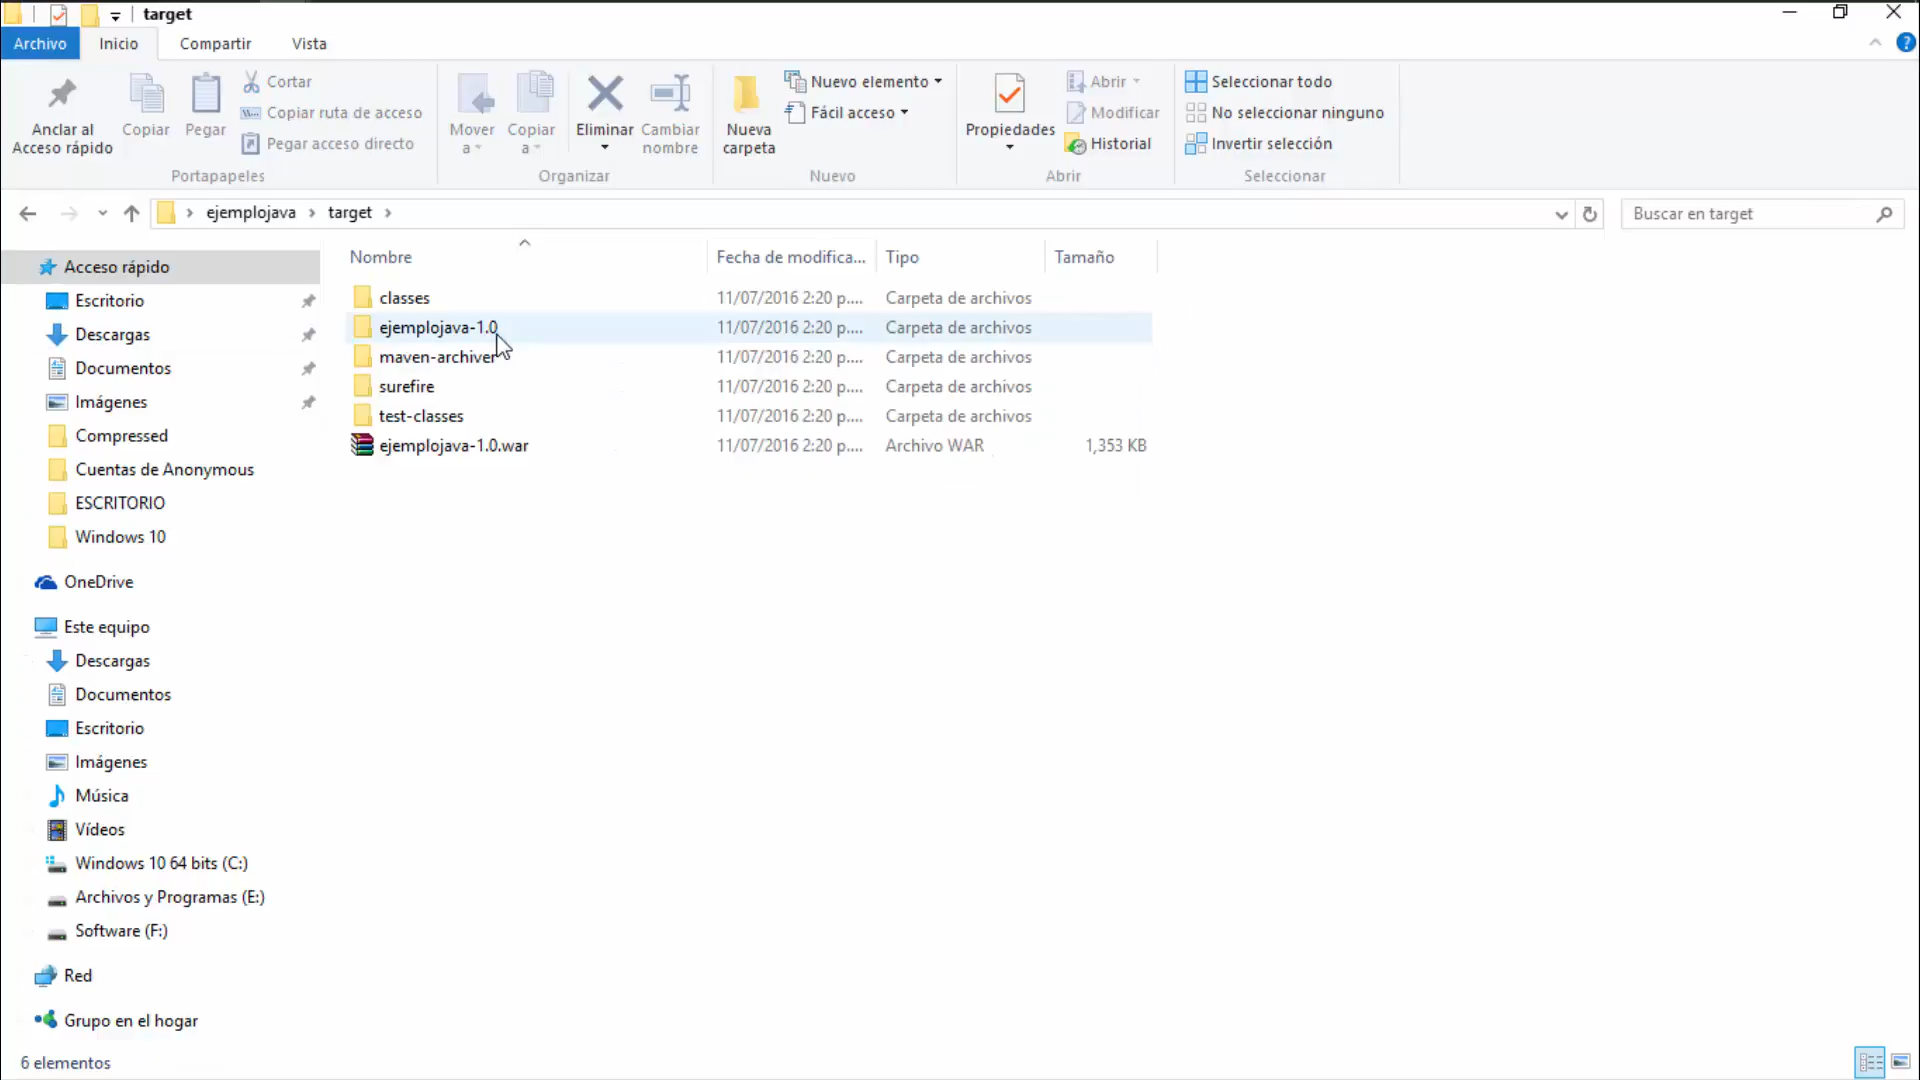 target
Archivo Inicio Compartir Vista
Anclar al
Acceso rápido
Copiar
Pegar
Cortar
Copiar ruta de acceso
Pegar acceso directo
Portapapeles
Mover
a
Copiar
a
Eliminar
Cambiar
nombre
Organizar
Nueva
carpeta
Nuevo elemento
Fácil acceso
Nuevo
Propiedades
Abrir
Modificar
Historial
Abrir
Seleccionar todo
No seleccionar ninguno
Invertir selección
Seleccionar
ejemplojava > target >
Buscar en target
Acceso rápido
Escritorio
Descargas
Documentos
Imágenes
Compressed
Cuentas de Anonymous
ESCRITORIO
Windows 10
OneDrive
Este equipo
Descargas
Documentos
Escritorio
Imágenes
Música
Vídeos
Windows 10 64 bits (C:)
Archivos y Programas (E:)
Software (F:)
Red
Grupo en el hogar
Nombre Fecha de modifica... Tipo Tamaño
classes 11/07/2016 2:20 p.... Carpeta de archivos
ejemplojava-1.0 11/07/2016 2:20 p.... Carpeta de archivos
maven-archiver 11/07/2016 2:20 p.... Carpeta de archivos
surefire 11/07/2016 2:20 p.... Carpeta de archivos
test-classes 11/07/2016 2:20 p.... Carpeta de archivos
ejemplojava-1.0.war 11/07/2016 2:20 p.... Archivo WAR 1,353 KB
6 elementos